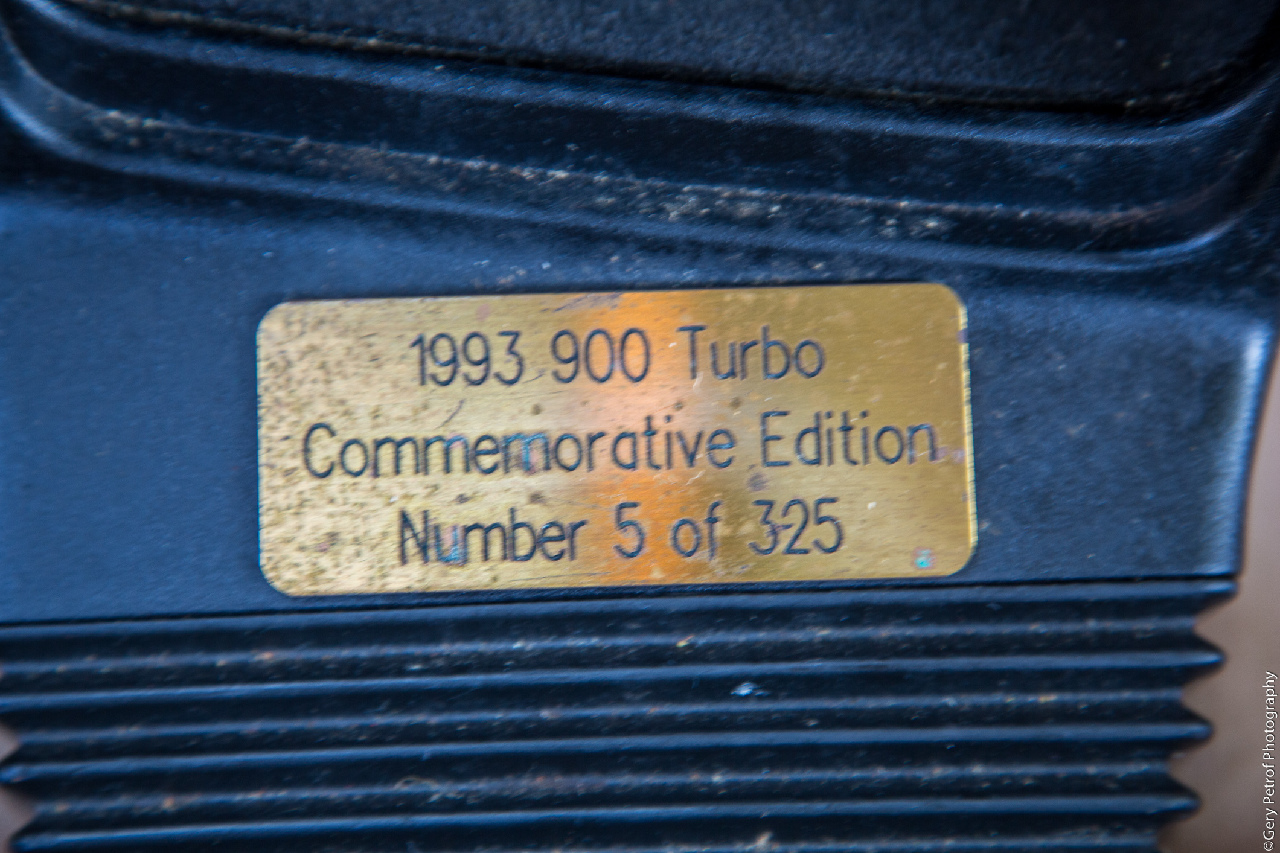 1993 900 Turbo
Commemorative Edition
Number 5 of 325
©Gery Petrof Photography